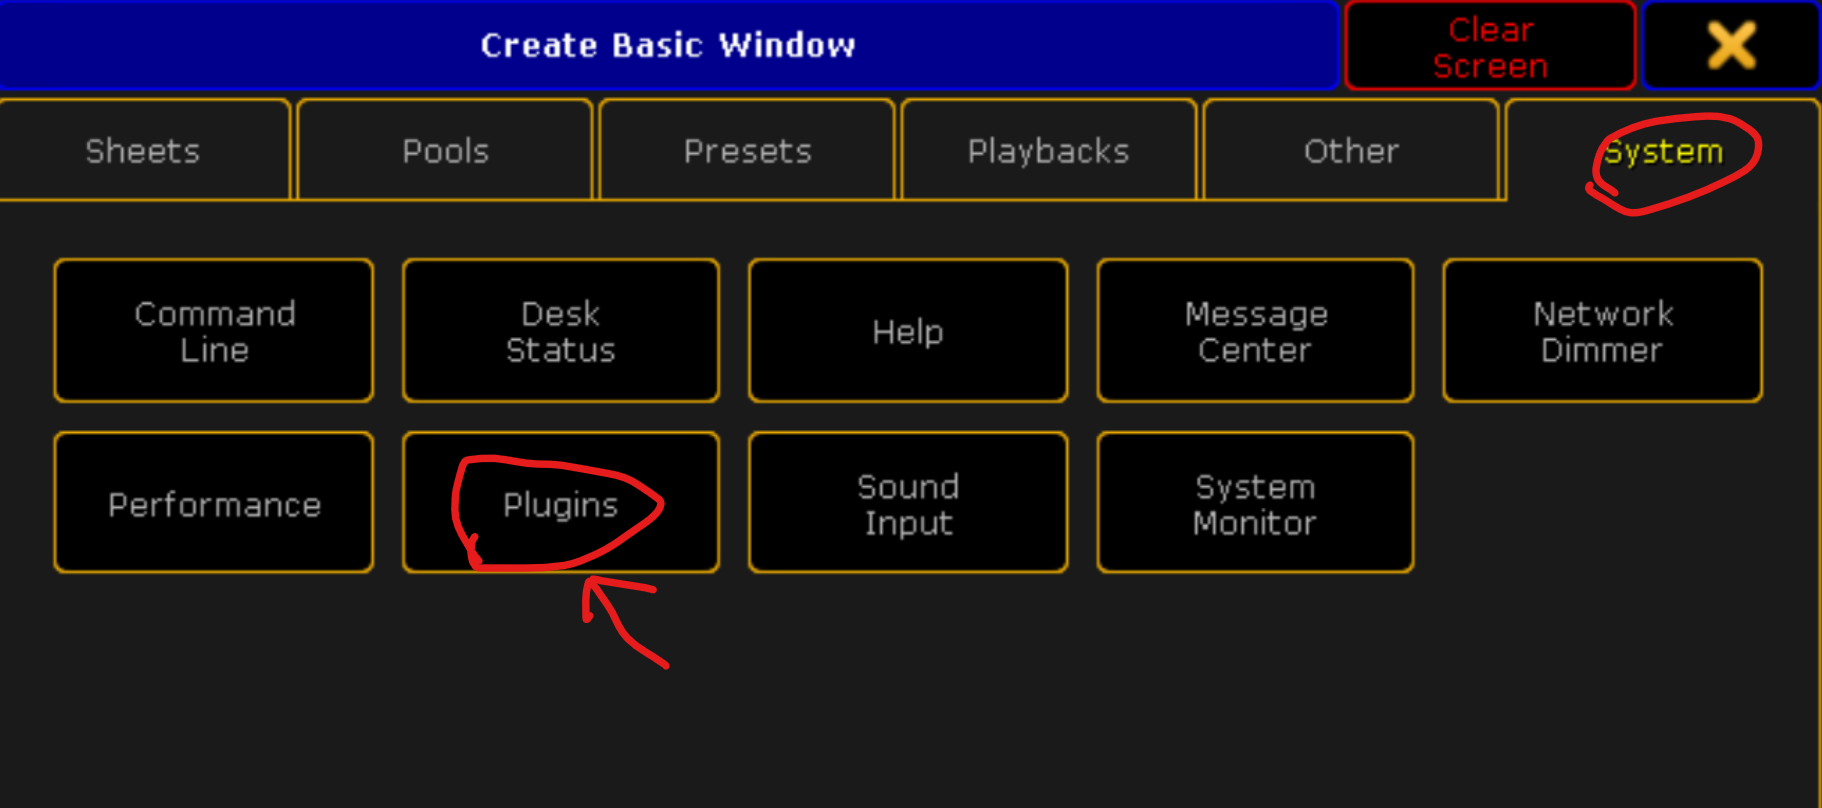 Create Basic Window
Clear
Screen
Sheets
Pools
Presets
Playbacks
Other
System
Command
Line
Desk
Status
Help
Message
Center
Network
Dimmer
Performance
Plugins
Sound
Input
System
Monitor